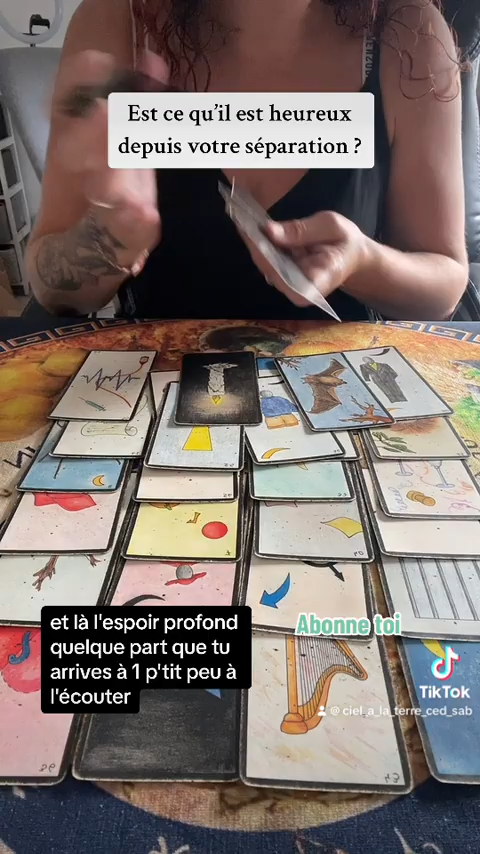 Est ce qu'il est heureux
depuis votre séparation ?
et là l'espoir profond
quelque part que tu
arrives à 1 p'tit peu à
l'écouter
Abonne toi
TikTok
@ ciel_a_la_terre_ced_sab